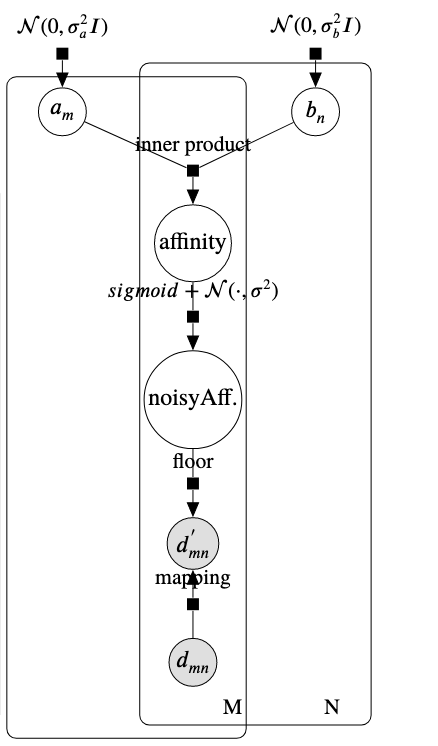 𝒩(0, σ_a^2 I)
𝒩(0, σ_b^2 I)
a_m
b_n
inner product
affinity
sigmoid + 𝒩(·, σ^2)
noisyAff.
floor
d'_mn
mapping
d_mn
M
N